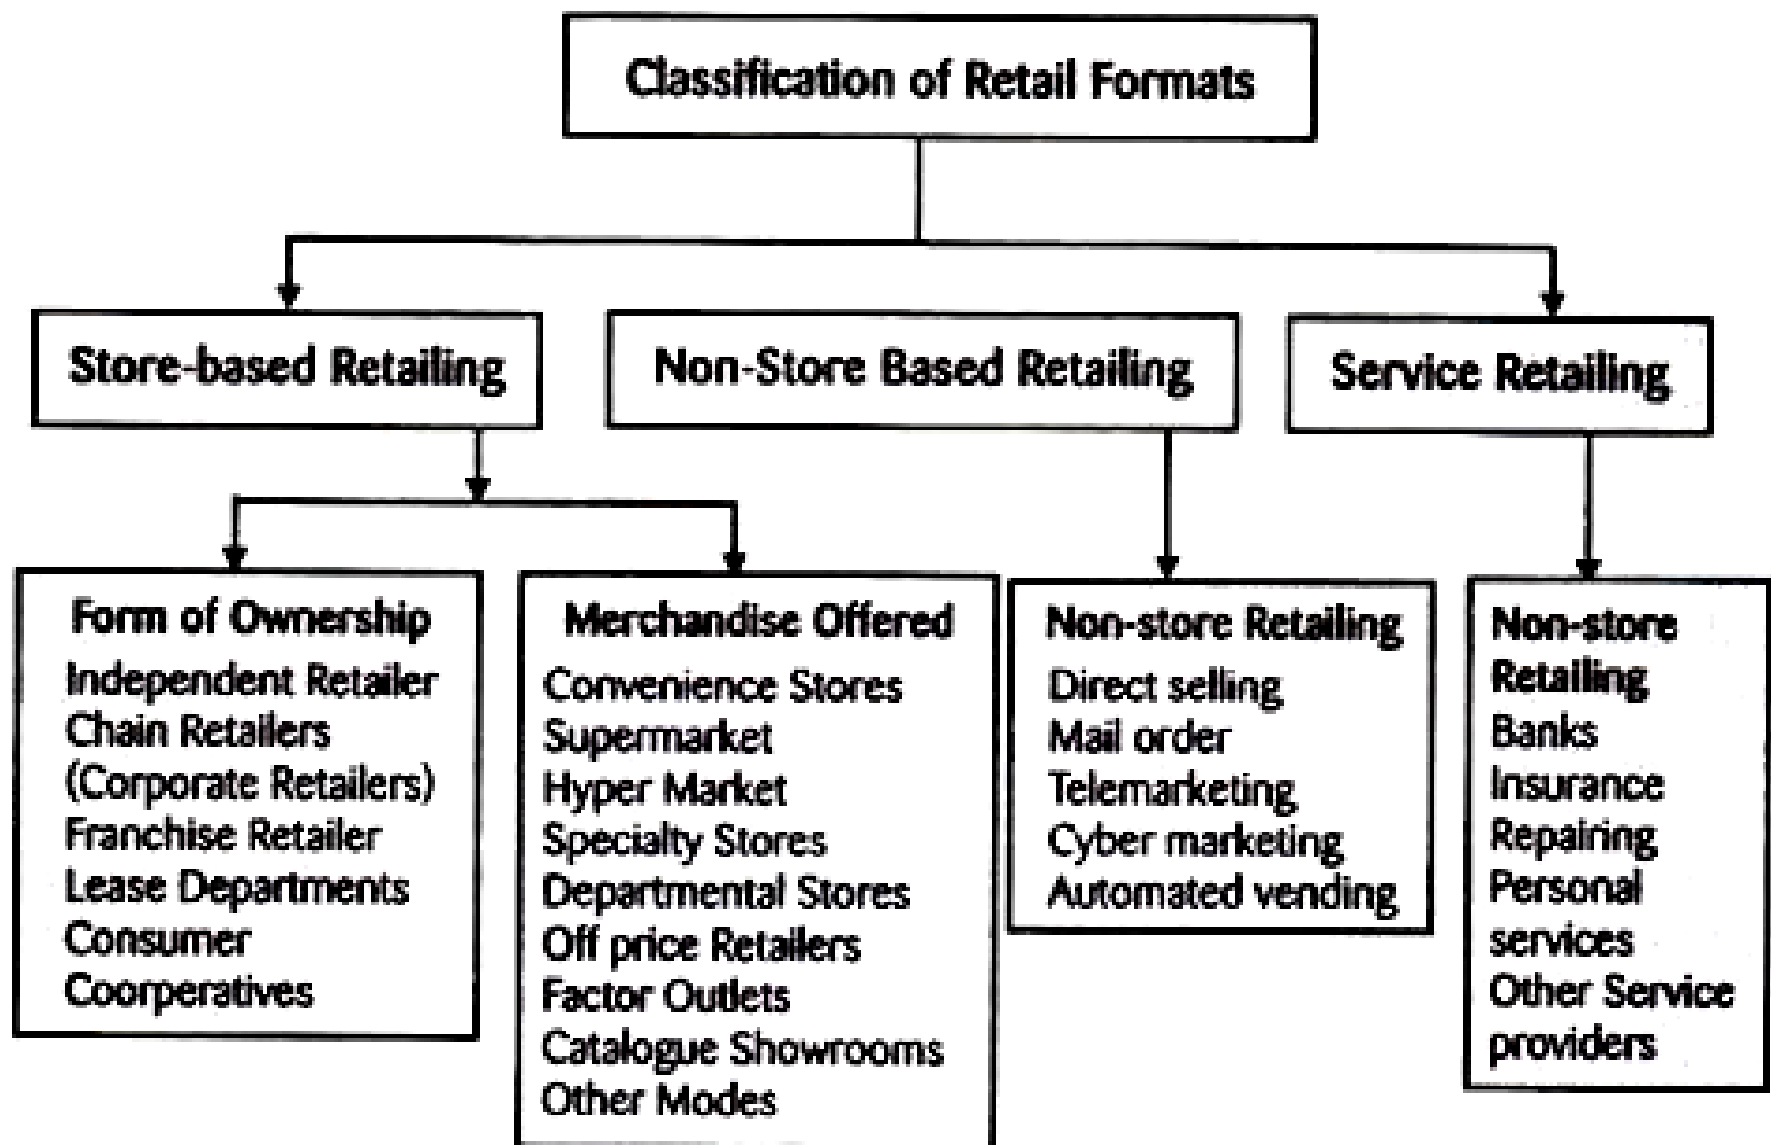 Classification of Retail Formats
Store-based Retailing
Non-Store Based Retailing
Service Retailing
Form of Ownership
Independent Retailer
Chain Retailers
(Corporate Retailers)
Franchise Retailer
Lease Departments
Consumer
Coorperatives
Merchandise Offered
Convenience Stores
Supermarket
Hyper Market
Specialty Stores
Departmental Stores
Off price Retailers
Factor Outlets
Catalogue Showrooms
Other Modes
Non-store Retailing
Direct selling
Mail order
Telemarketing
Cyber marketing
Automated vending
Non-store
Retailing
Banks
Insurance
Repairing
Personal
services
Other Service
providers